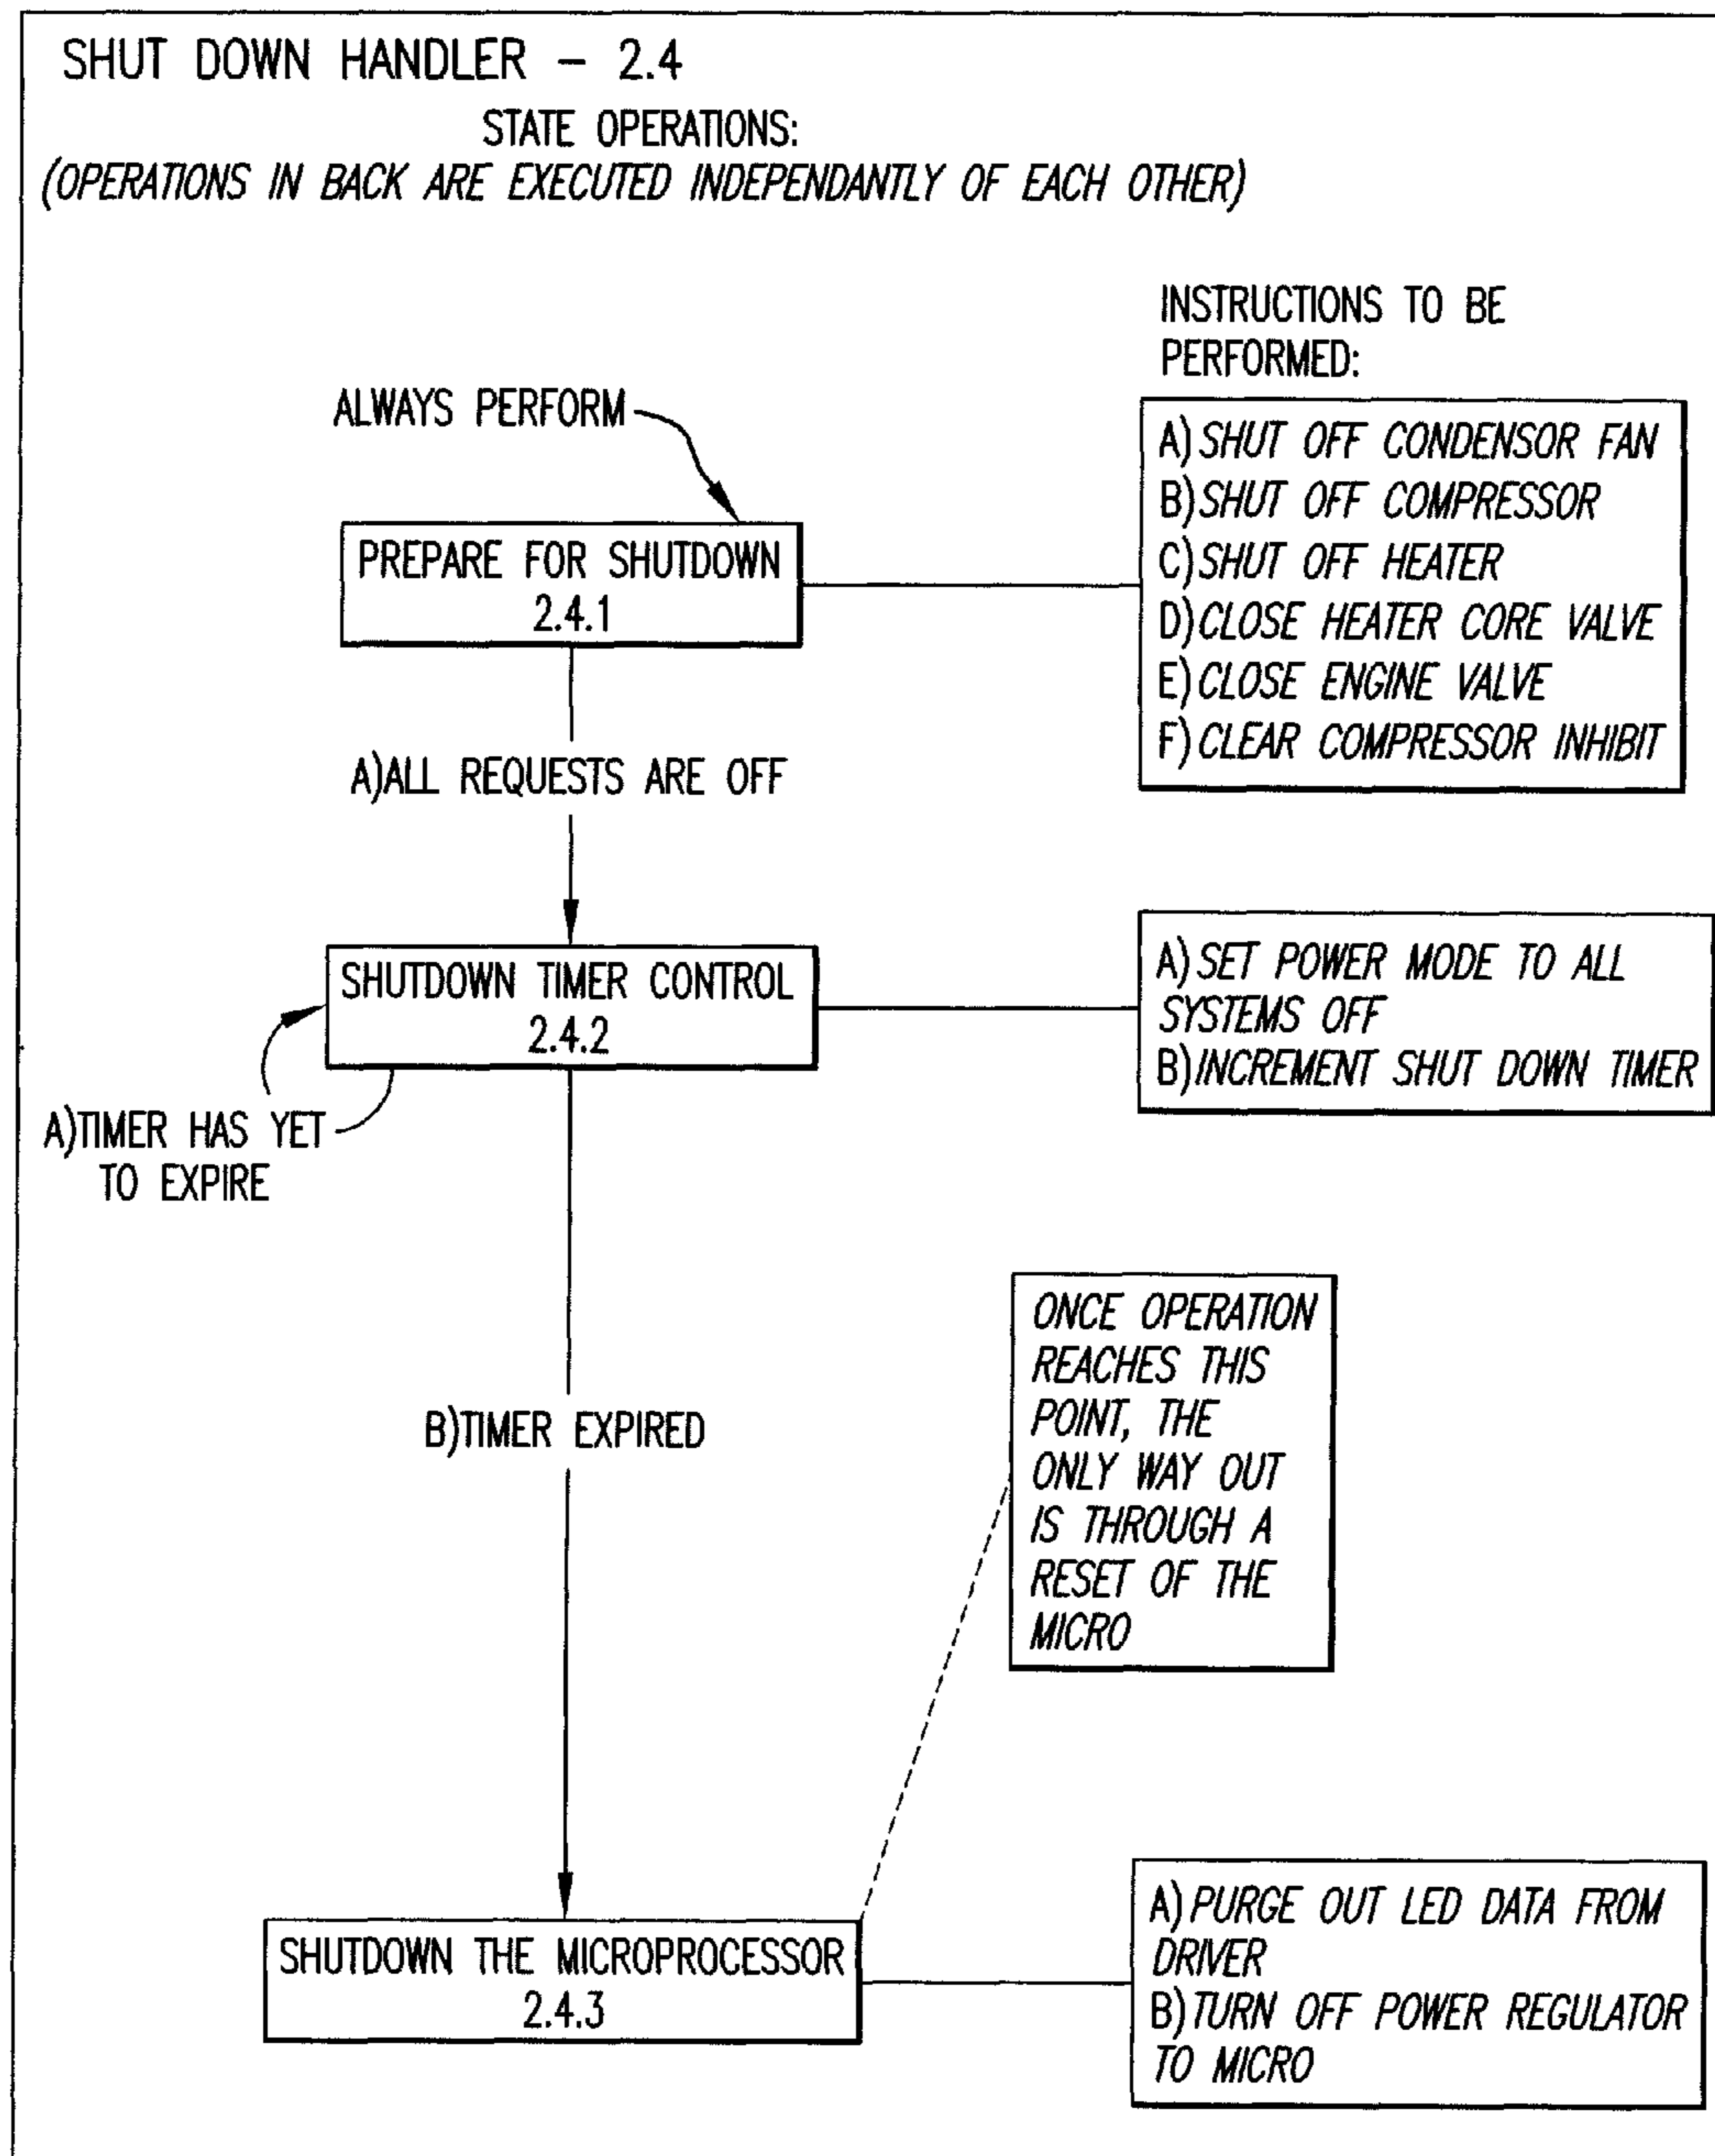 SHUT DOWN HANDLER – 2.4
STATE OPERATIONS:
(OPERATIONS IN BACK ARE EXECUTED INDEPENDANTLY OF EACH OTHER)
INSTRUCTIONS TO BE
PERFORMED:
ALWAYS PERFORM
A) SHUT OFF CONDENSOR FAN
B) SHUT OFF COMPRESSOR
C) SHUT OFF HEATER
D) CLOSE HEATER CORE VALVE
E) CLOSE ENGINE VALVE
F) CLEAR COMPRESSOR INHIBIT
PREPARE FOR SHUTDOWN
2.4.1
A)ALL REQUESTS ARE OFF
SHUTDOWN TIMER CONTROL
2.4.2
A) SET POWER MODE TO ALL
SYSTEMS OFF
B) INCREMENT SHUT DOWN TIMER
A)TIMER HAS YET
TO EXPIRE
B)TIMER EXPIRED
ONCE OPERATION
REACHES THIS
POINT, THE
ONLY WAY OUT
IS THROUGH A
RESET OF THE
MICRO
SHUTDOWN THE MICROPROCESSOR
2.4.3
A) PURGE OUT LED DATA FROM
DRIVER
B) TURN OFF POWER REGULATOR
TO MICRO